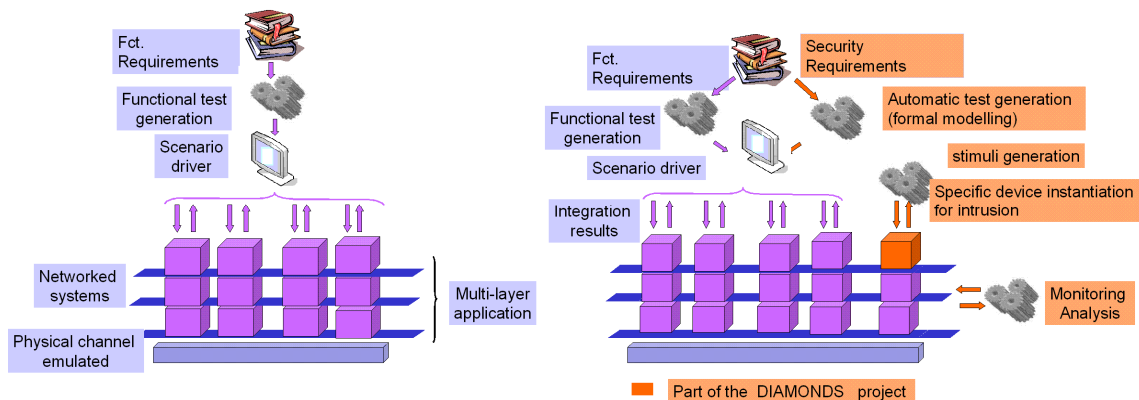 Fct.
Requirements
Functional test
generation
Scenario
driver
Networked
systems
Physical channel
emulated
Multi-layer
application
Fct.
Requirements
Security
Requirements
Functional test
generation
Automatic test generation
(formal modelling)
Scenario driver
stimuli generation
Specific device instantiation
for intrusion
Integration
results
Monitoring
Analysis
Part of the DIAMONDS project